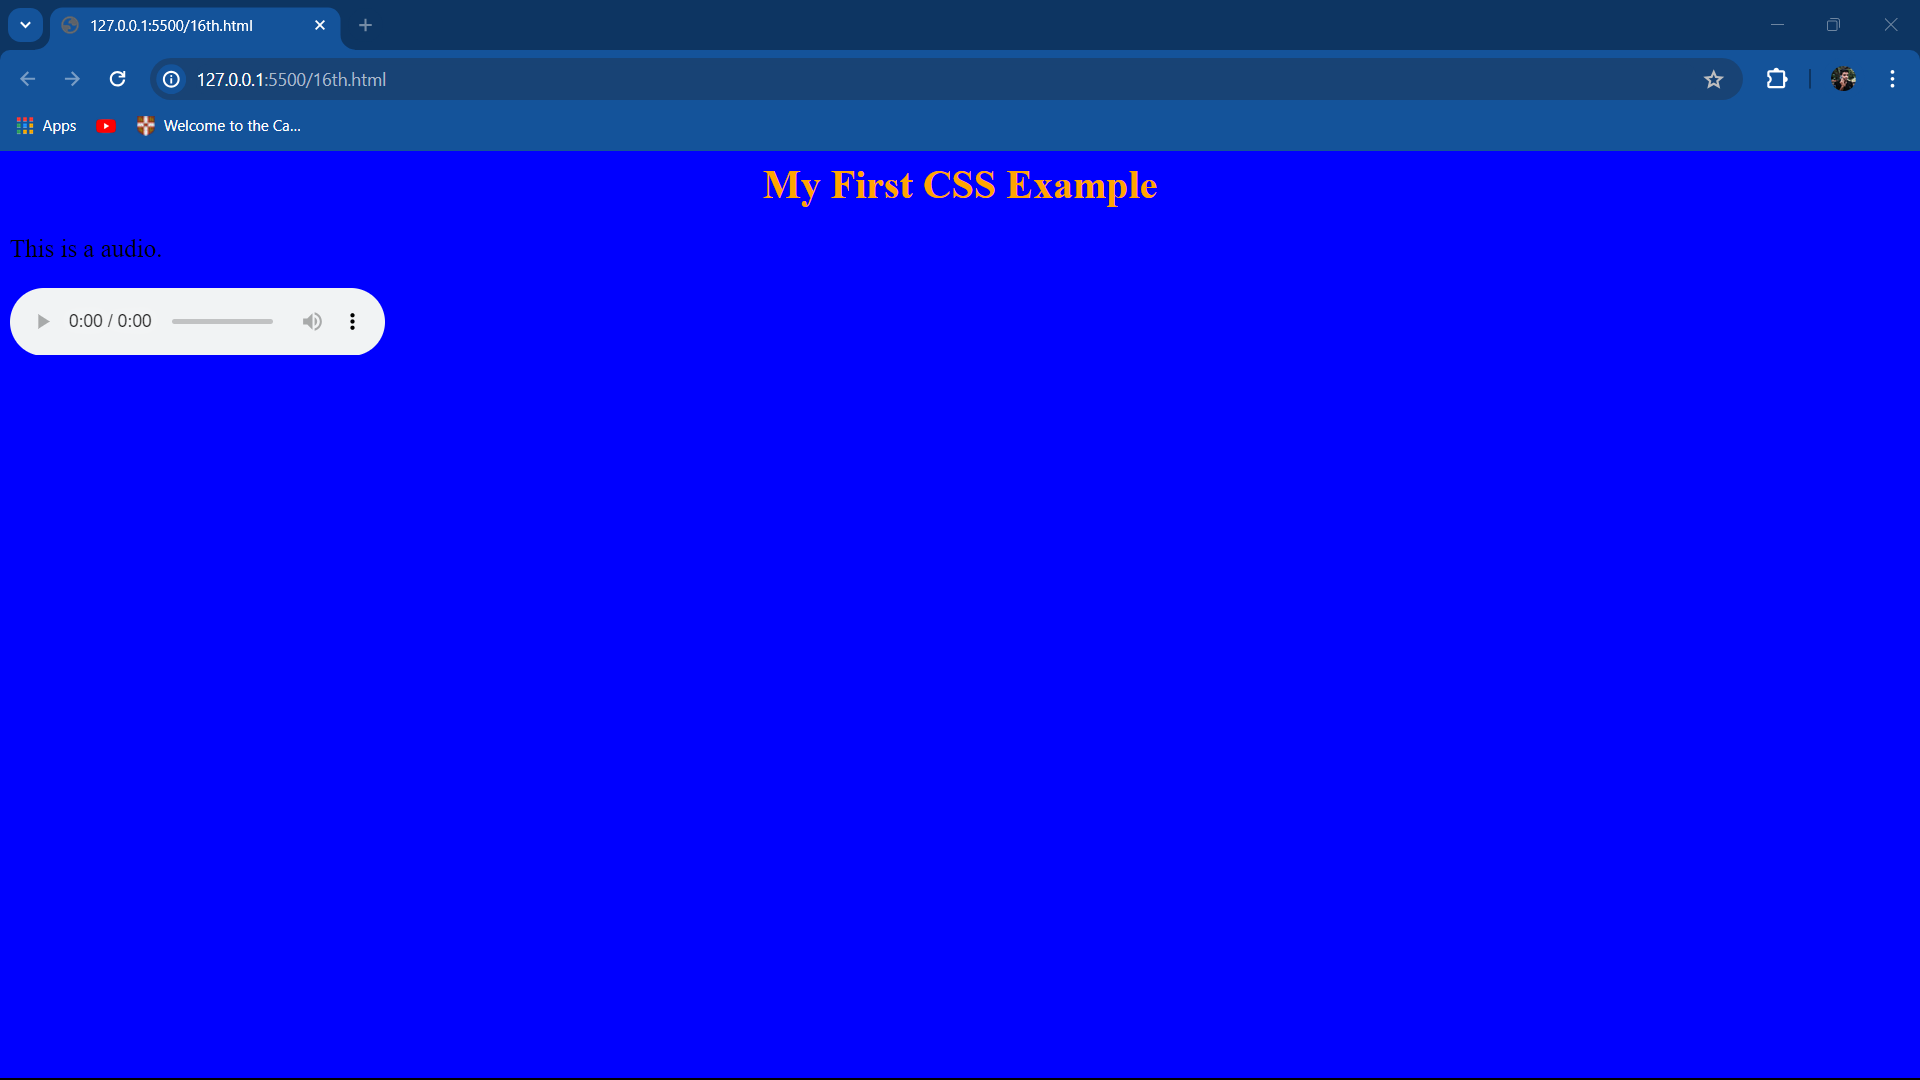 127.0.0.1:5500/16th.html
127.0.0.1:5500/16th.html
Apps
Welcome to the Ca...
My First CSS Example
This is a audio.
0:00 / 0:00